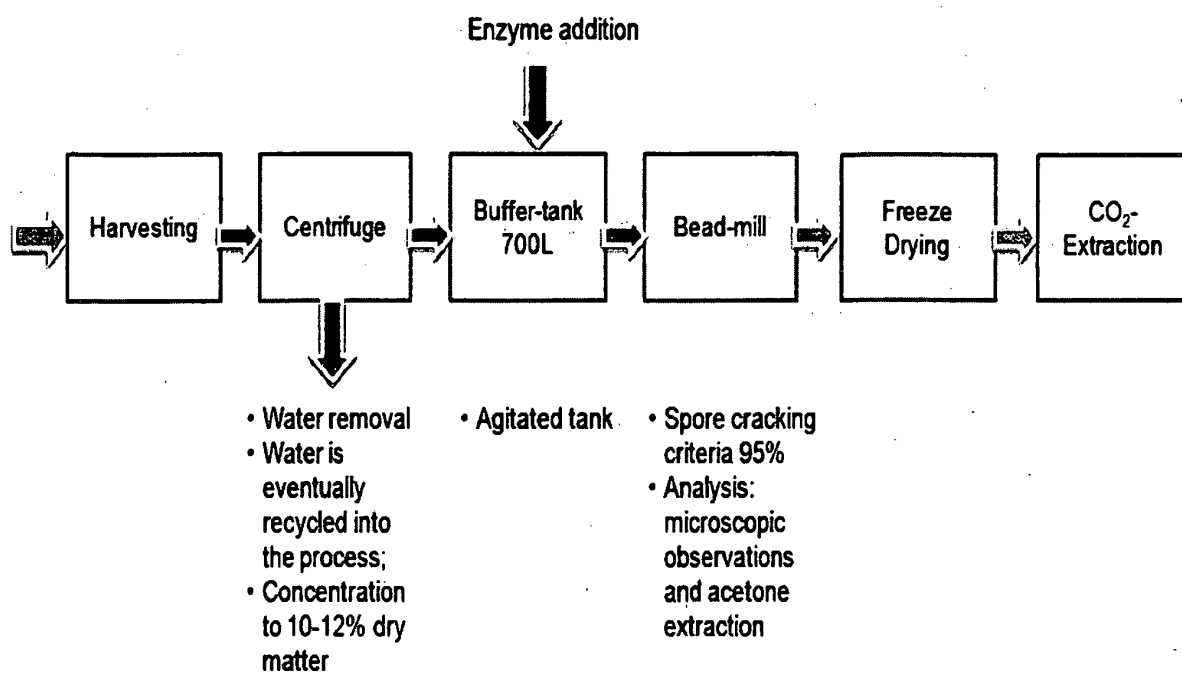 Enzyme addition
Harvesting
Centrifuge
Buffer-tank
700L
Bead-mill
Freeze
Drying
CO₂-
Extraction
• Water removal
• Water is
eventually
recycled into
the process;
• Concentration
to 10-12% dry
matter
• Agitated tank
• Spore cracking
criteria 95%
• Analysis:
microscopic
observations
and acetone
extraction